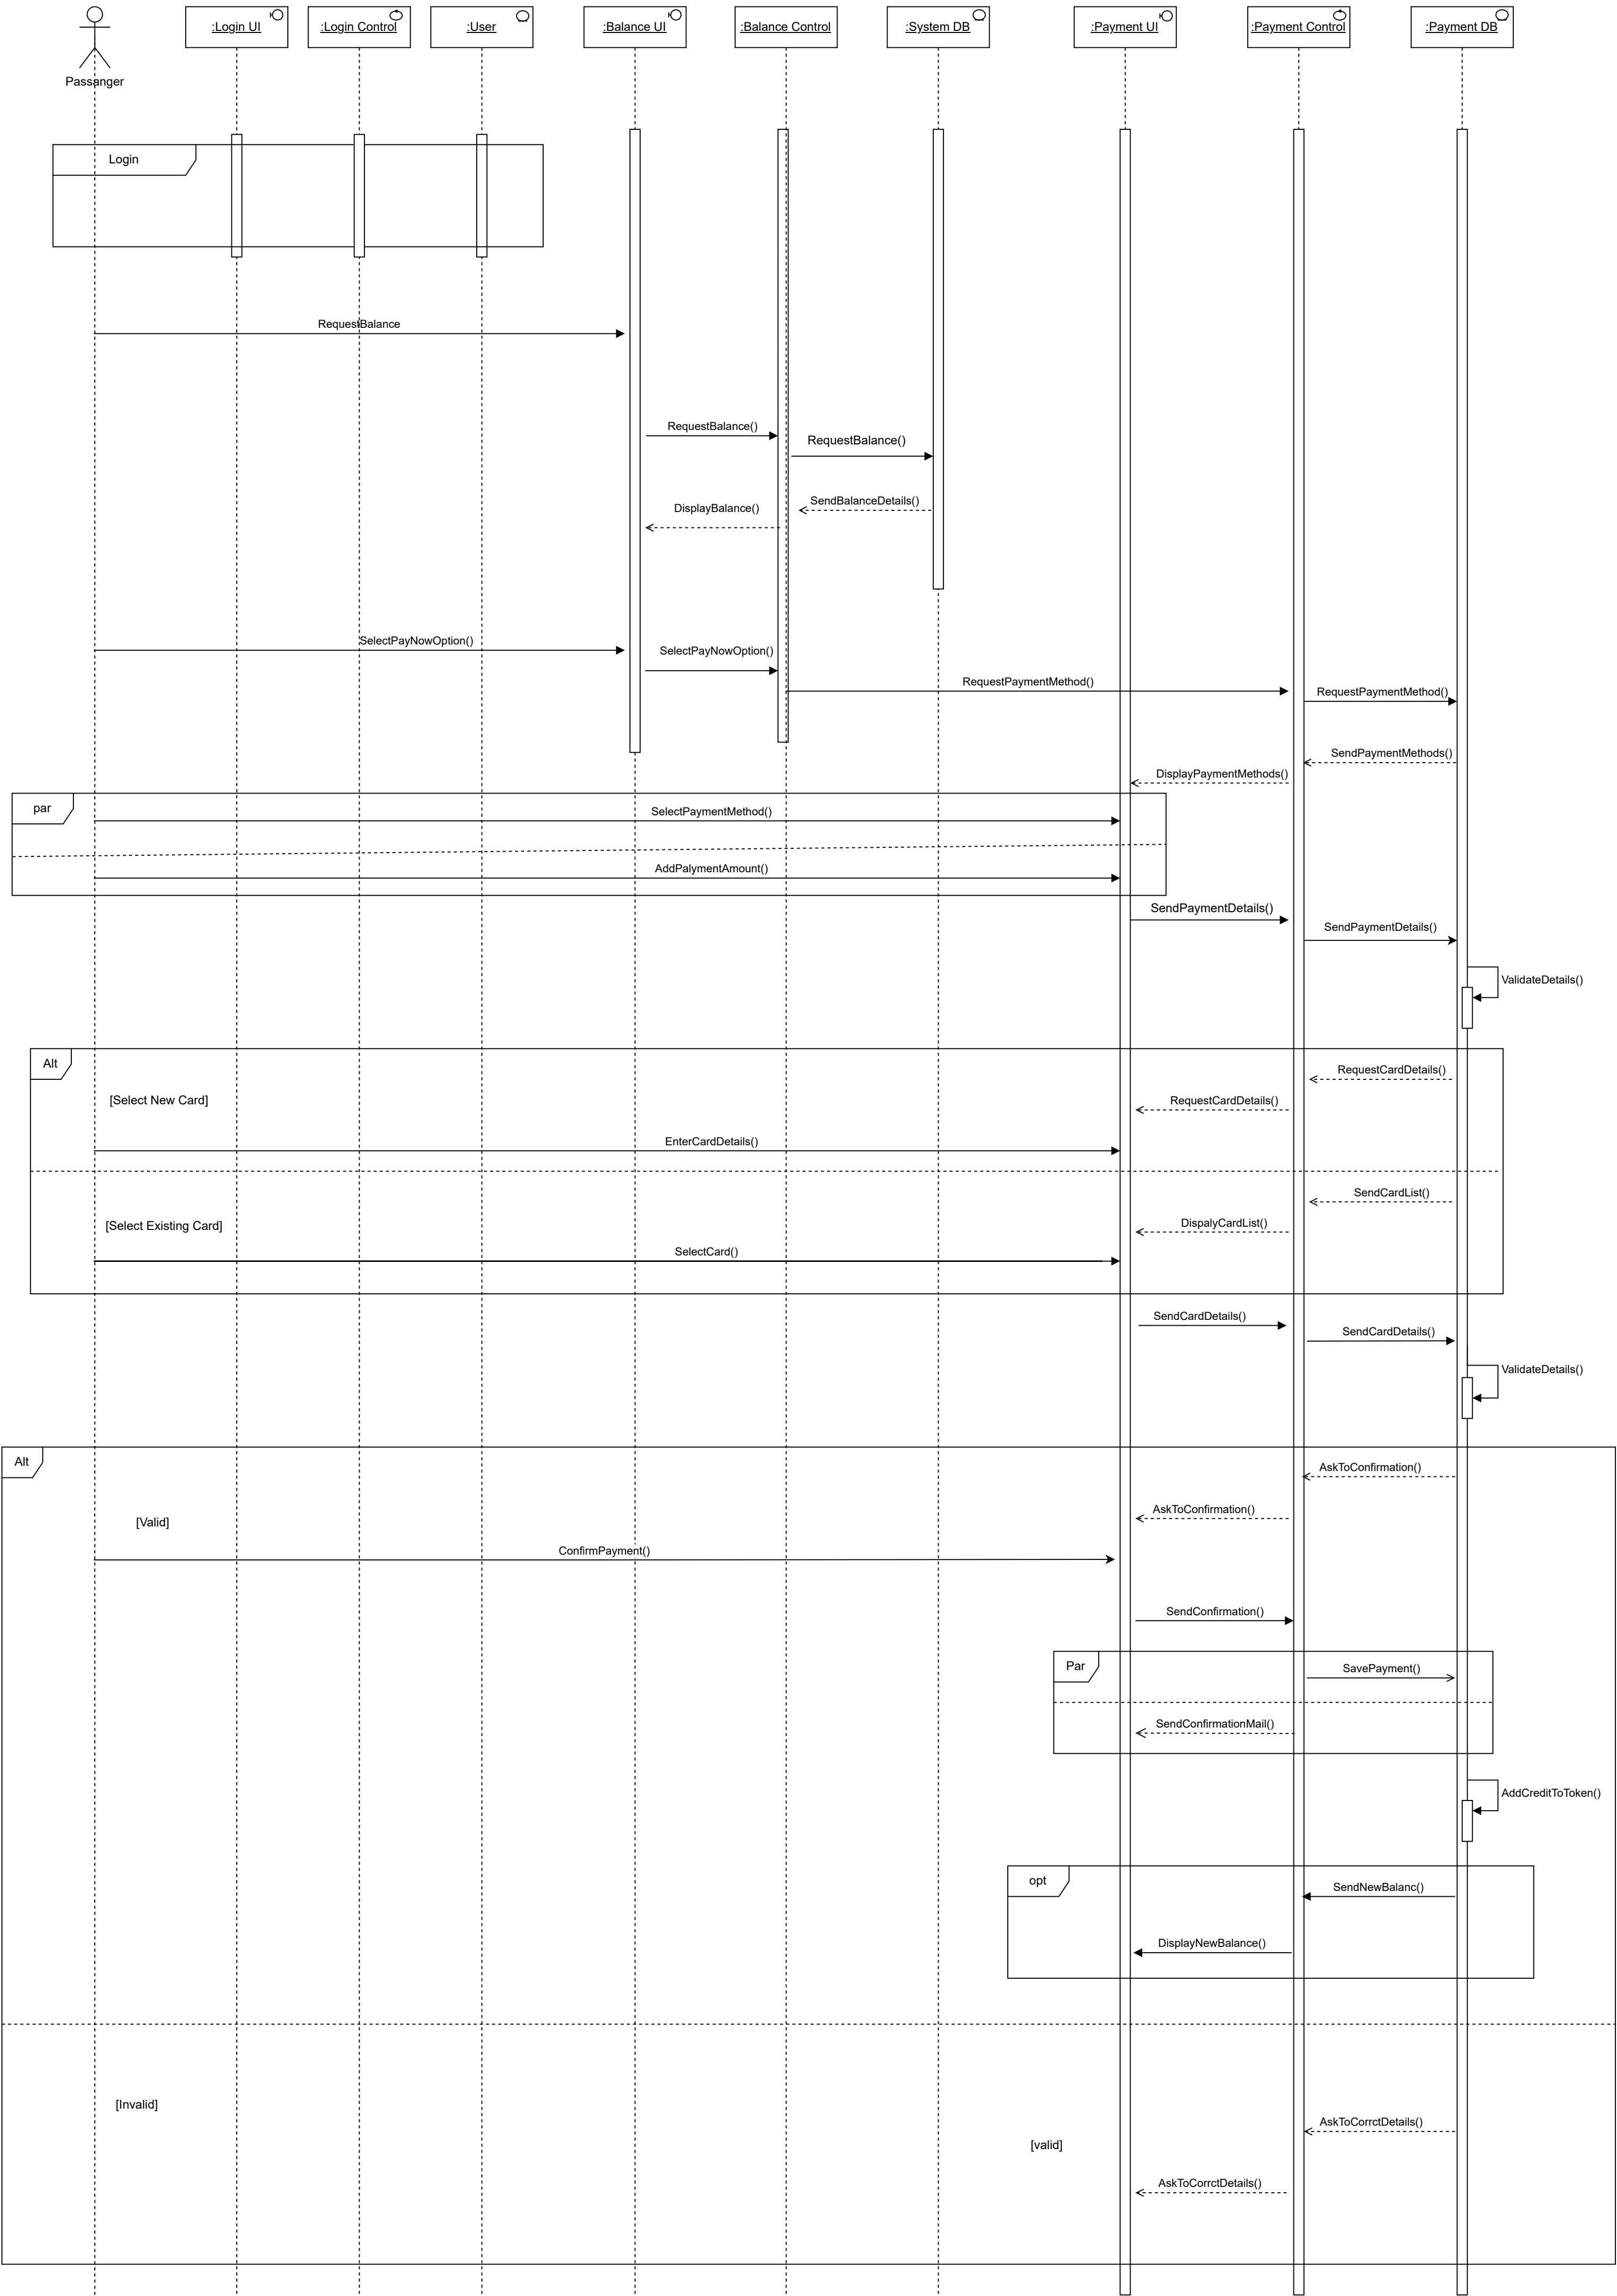 :Login UI
:Login Control
:User
:Balance UI
:Balance Control
:System DB
:Payment UI
:Payment Control
:Payment DB
Passanger
Login
RequestBalance
RequestBalance()
RequestBalance()
SendBalanceDetails()
DisplayBalance()
SelectPayNowOption()
SelectPayNowOption()
RequestPaymentMethod()
RequestPaymentMethod()
SendPaymentMethods()
DisplayPaymentMethods()
par
SelectPaymentMethod()
AddPalymentAmount()
SendPaymentDetails()
SendPaymentDetails()
ValidateDetails()
Alt
RequestCardDetails()
[Select New Card]
RequestCardDetails()
EnterCardDetails()
SendCardList()
[Select Existing Card]
DispalyCardList()
SelectCard()
SendCardDetails()
SendCardDetails()
ValidateDetails()
Alt
AskToConfirmation()
AskToConfirmation()
[Valid]
ConfirmPayment()
SendConfirmation()
Par
SavePayment()
SendConfirmationMail()
AddCreditToToken()
opt
SendNewBalanc()
DisplayNewBalance()
[Invalid]
AskToCorrctDetails()
[valid]
AskToCorrctDetails()